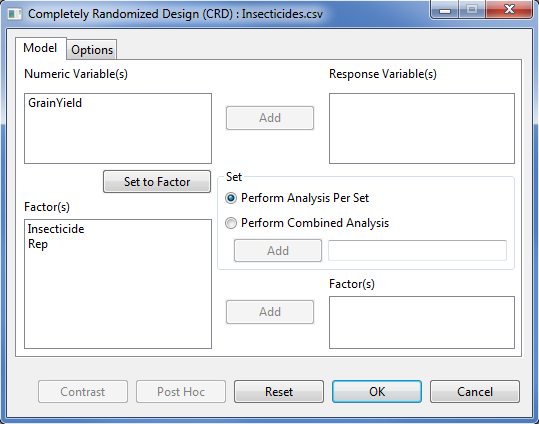 Completely Randomized Design (CRD) : Insecticides.csv
Model
Options
Numeric Variable(s)
Response Variable(s)
GrainYield
Add
Set to Factor
Set
Perform Analysis Per Set
Perform Combined Analysis
Add
Factor(s)
Insecticide
Rep
Factor(s)
Add
Contrast
Post Hoc
Reset
OK
Cancel